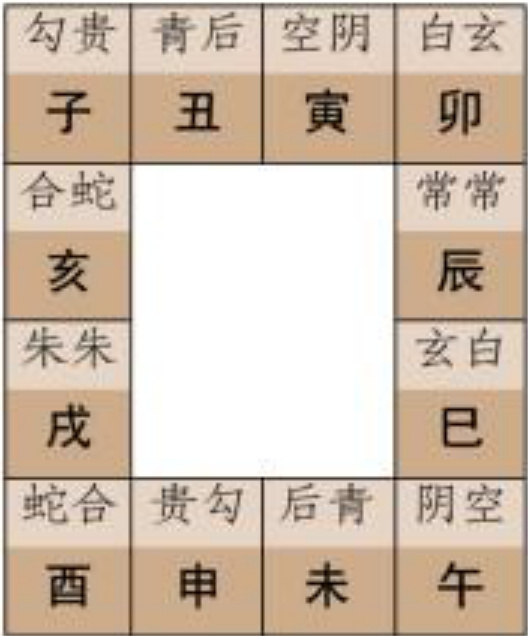 勾贵 青后 空阴 白玄
子 丑 寅 卯
合蛇 常常
亥 辰
朱朱 玄白
戌 巳
蛇合 贵勾 后青 阴空
酉 申 未 午